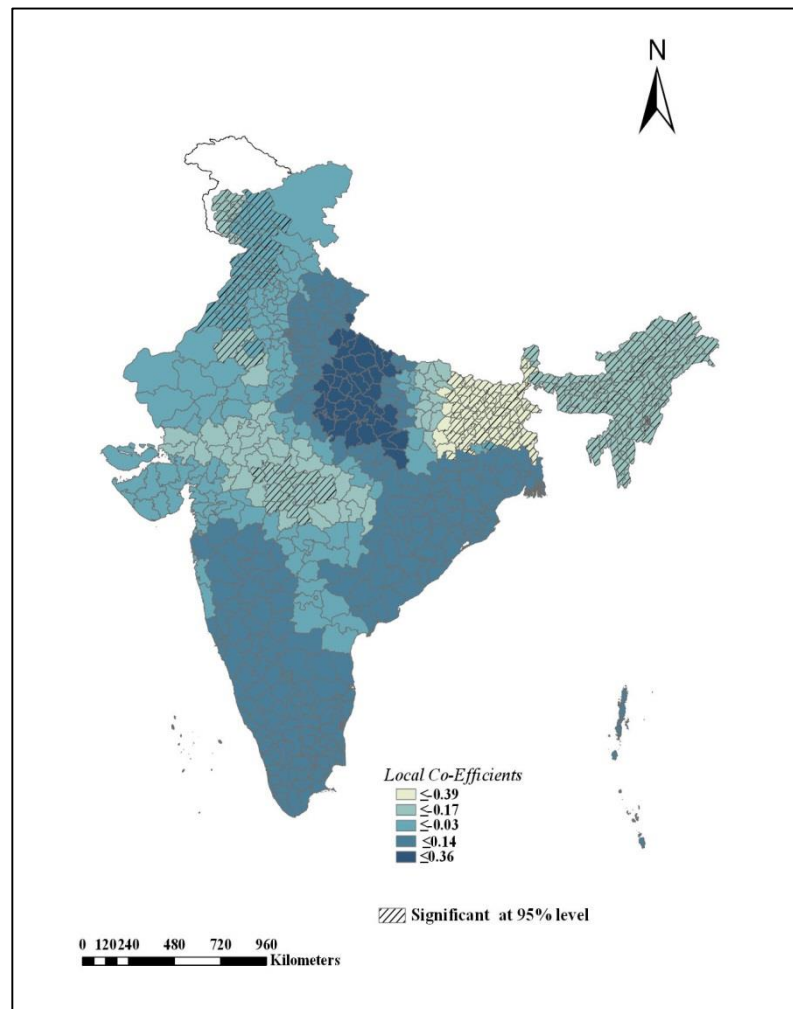 N
Local Co-Efficients
≤-0.39
≤-0.17
≤-0.03
≤0.14
≤0.36
Significant at 95% level
0 120240 480 720 960
Kilometers